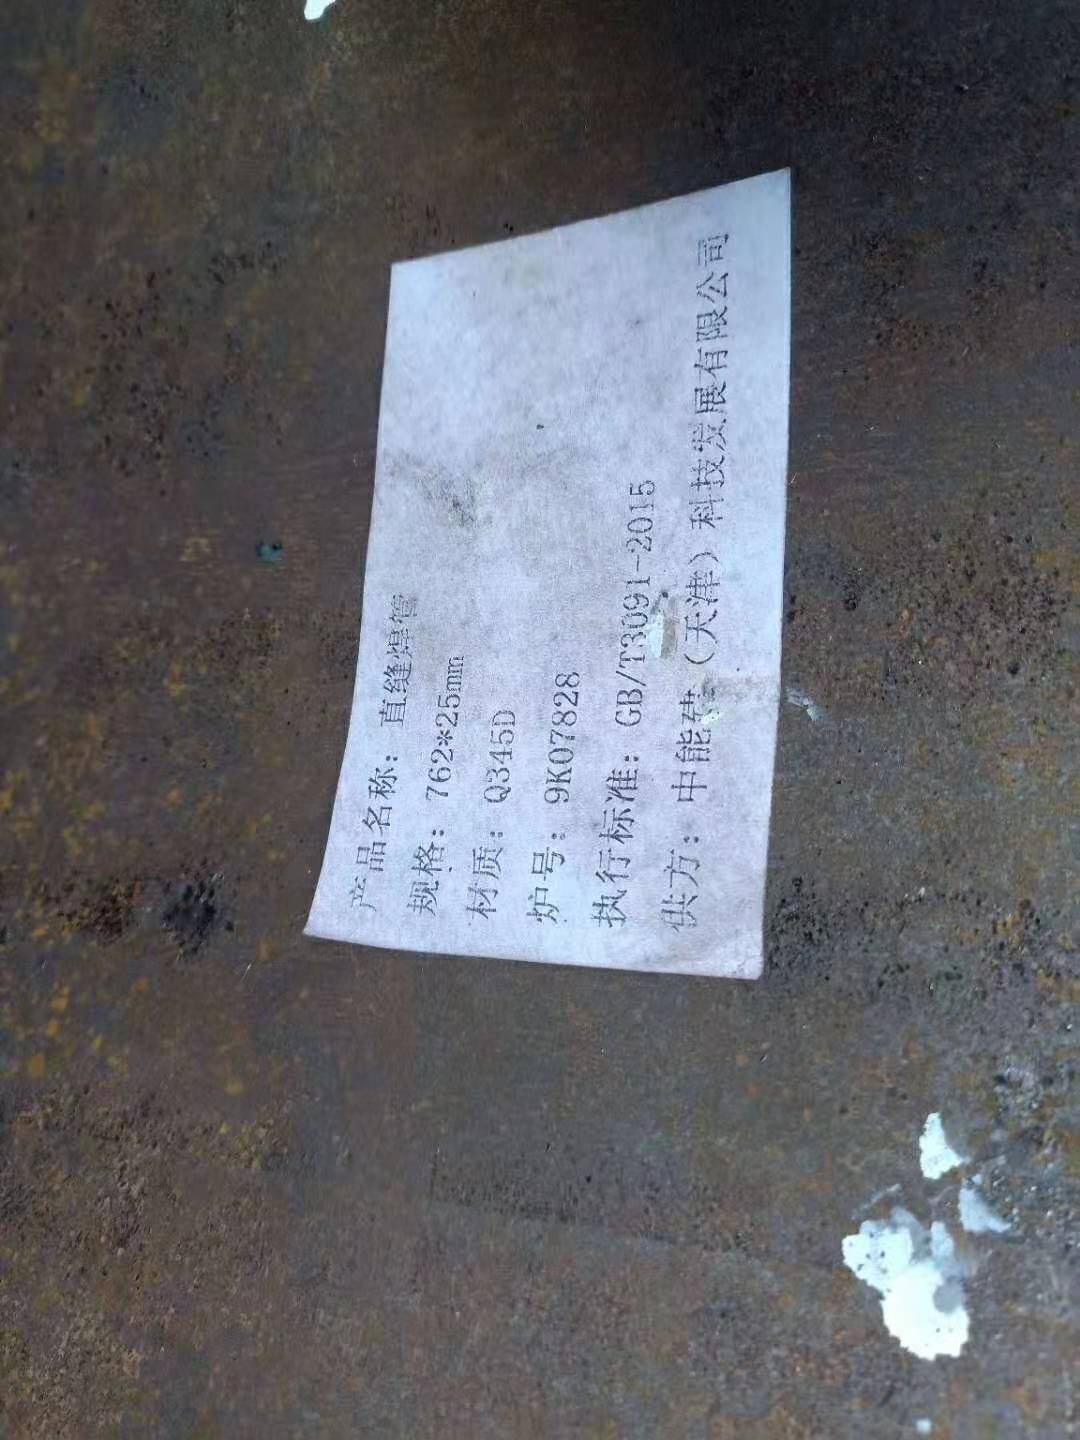 产品名称：直缝焊管
规格：762*25mm
材质：Q345D
炉号：9K07828
执行标准：GB/T3091-2015
供方：中能建（天津）科技发展有限公司